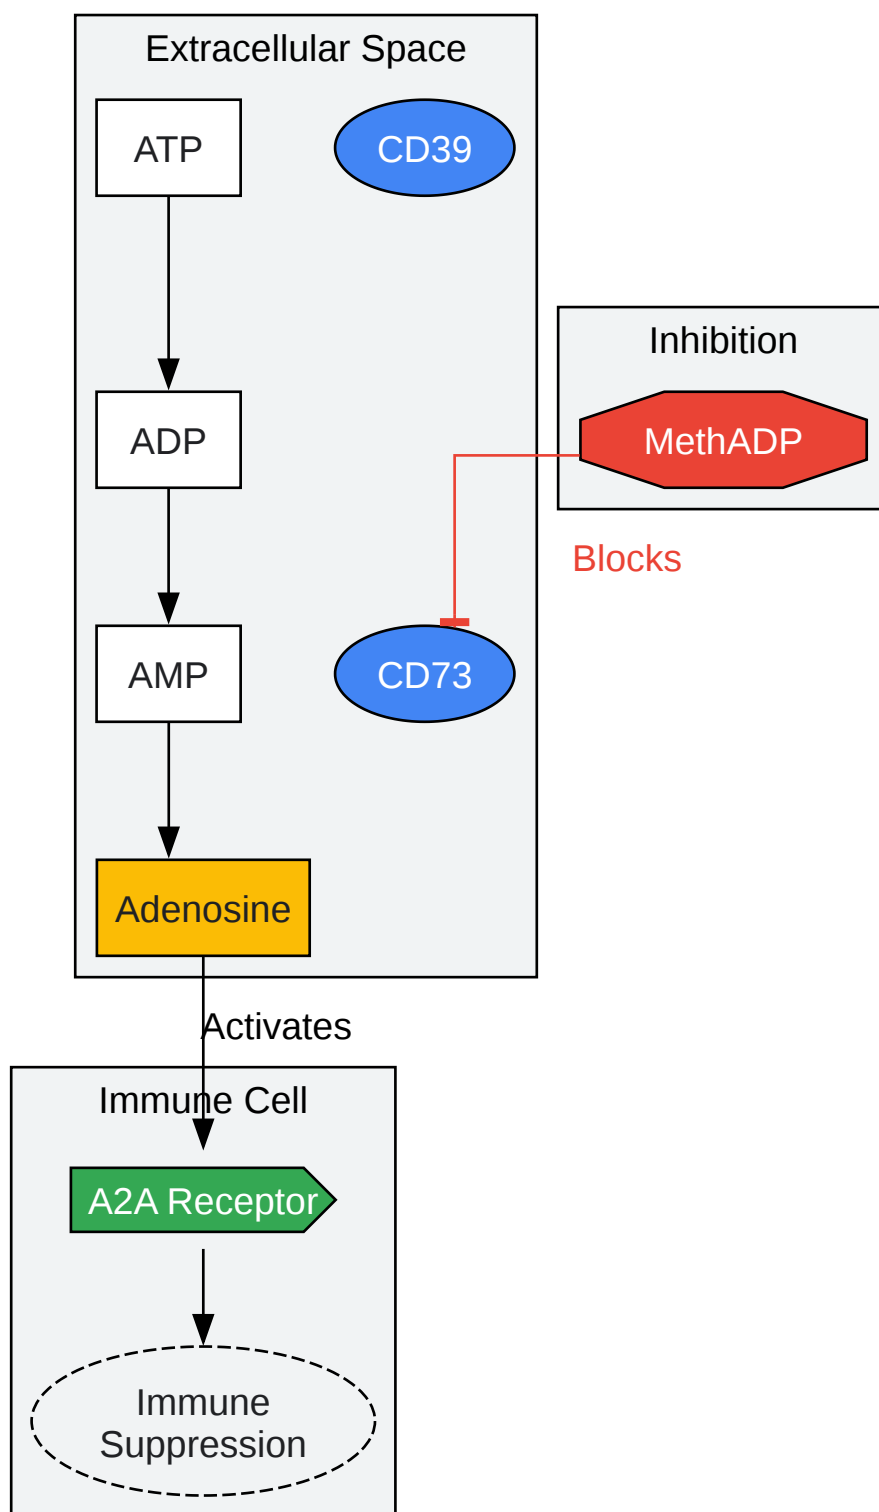 Extracellular Space
ATP
CD39
Inhibition
ADP
MethADP
Blocks
AMP
CD73
Adenosine
Activates
Immune Cell
A2A Receptor
Immune
Suppression